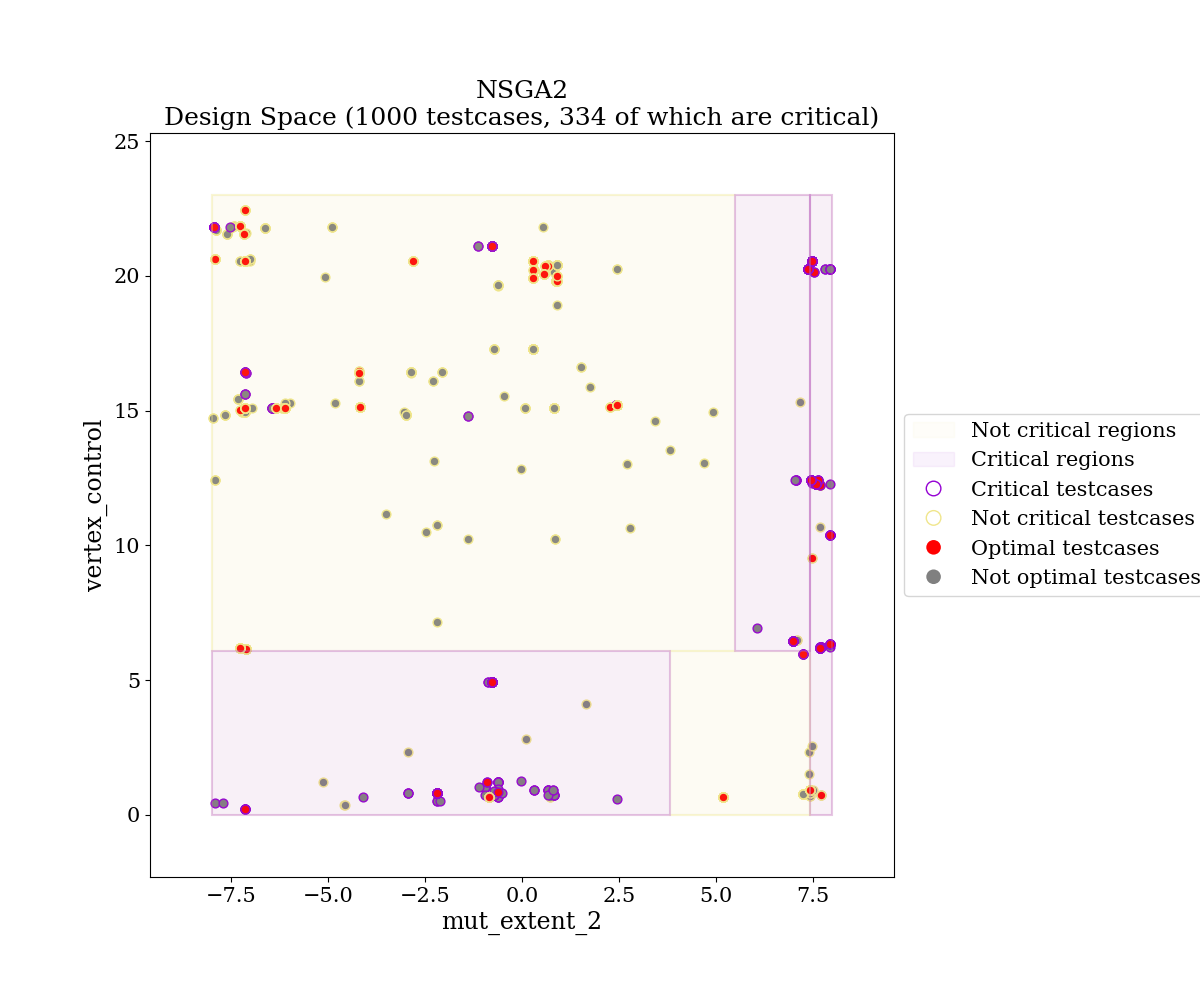 NSGA2
Design Space (1000 testcases, 334 of which are critical)
25
20
15
10
5
0
vertex_control
−7.5
−5.0
−2.5
0.0
2.5
5.0
7.5
mut_extent_2
Not critical regions
Critical regions
Critical testcases
Not critical testcases
Optimal testcases
Not optimal testcases